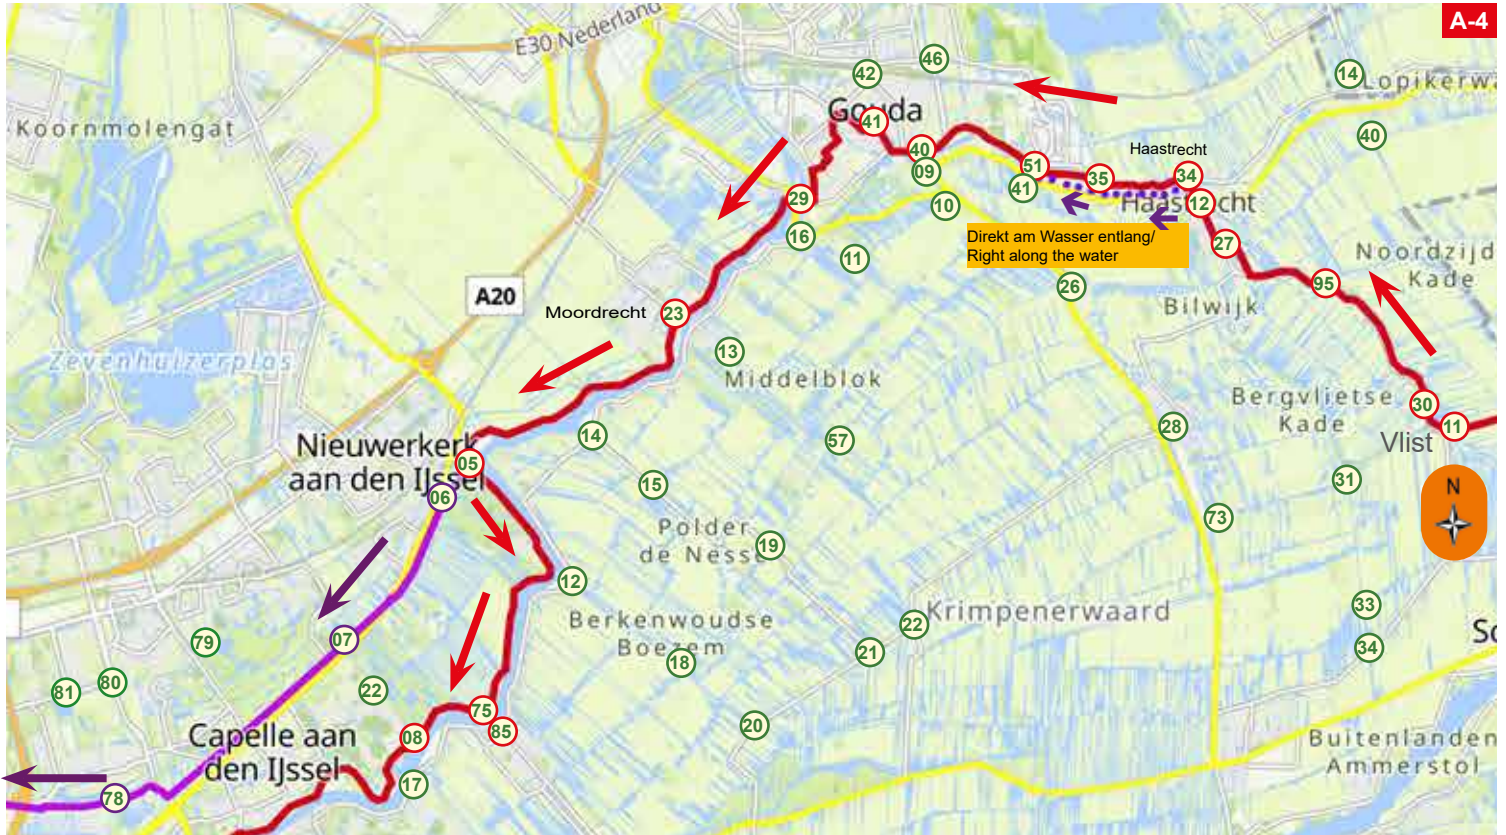 A-4
E30 Nederland
46
42
14
Lopikerwa
Gouda
41
Koornmolengat
40
40
Haastrecht
51
09
35
34
41
Haastrecht
12
29
10
16
Direkt am Wasser entlang/
Right along the water
27
11
Noordzijd
Kade
95
26
A20
Bilwijk
Moordrecht
23
13
Zevenhuizerplas
Middelblok
Bergvlietse
Kade
30
11
Vlist
28
57
14
Nieuwerkerk
aan den IJssel
05
06
15
31
N
73
Polder
de Nesse
19
12
33
Krimpenerwaard
22
Berkenwoudse
Boezem
18
21
34
Sc
07
79
80
81
22
75
85
08
20
Capelle aan
den IJssel
Buitenlanden
Ammerstol
17
78